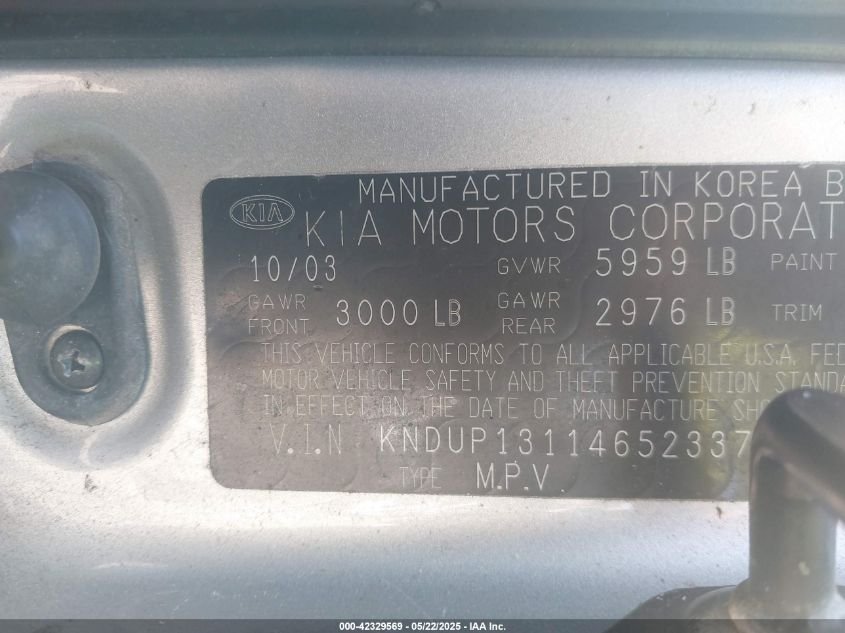 MANUFACTURED IN KOREA B
KIA KIA MOTORS CORPORAT
10/03 GVWR 5959 LB PAINT
GAWR FRONT 3000 LB GAWR REAR 2976 LB TRIM
THIS VEHICLE CONFORMS TO ALL APPLICABLE U.S.A. FED
MOTOR VEHICLE SAFETY AND THEFT PREVENTION STANDA
IN EFFECT ON THE DATE OF MANUFACTURE SHO
V.I.N KNDUP13114652337
TYPE M.P.V
000-42329569 - 05/22/2025 - IAA Inc.